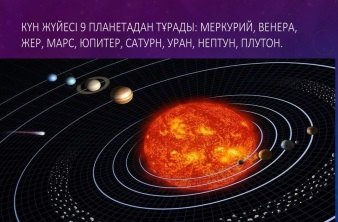 КҮН ЖҮЙЕСІ 9 ПЛАНЕТАДАН ТҰРАДЫ: МЕРКУРИЙ, ВЕНЕРА,
ЖЕР, МАРС, ЮПИТЕР, САТУРН, УРАН, НЕПТУН, ПЛУТОН.